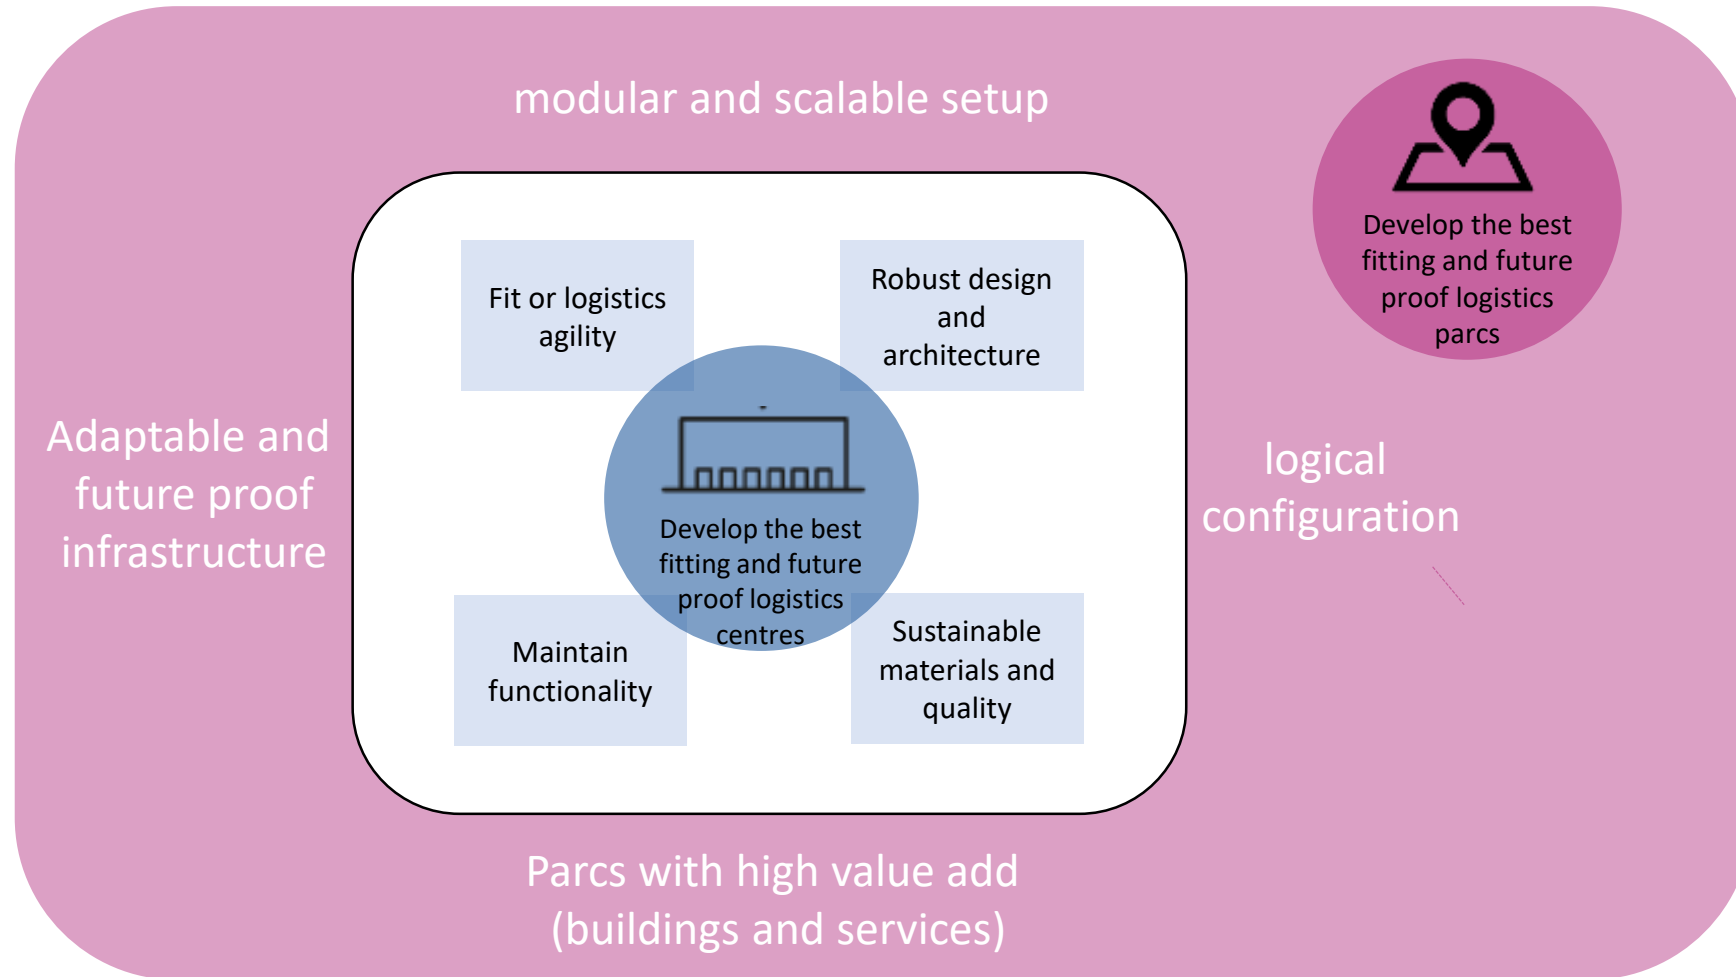 modular and scalable setup
Develop the best
fitting and future
proof logistics
parcs
Fit or logistics
agility
Robust design
and
architecture
Adaptable and
future proof
infrastructure
logical
configuration
Develop the best
fitting and future
proof logistics
centres
Maintain
functionality
Sustainable
materials and
quality
Parcs with high value add
(buildings and services)